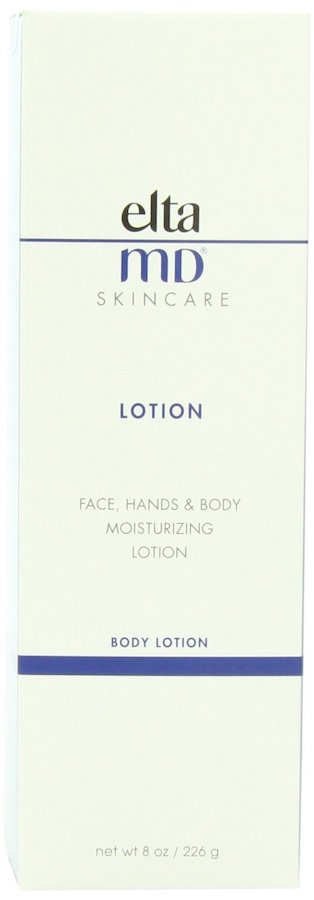 elta
MD®
SKINCARE
LOTION
FACE, HANDS & BODY
MOISTURIZING
LOTION
BODY LOTION
net wt 8 oz / 226 g